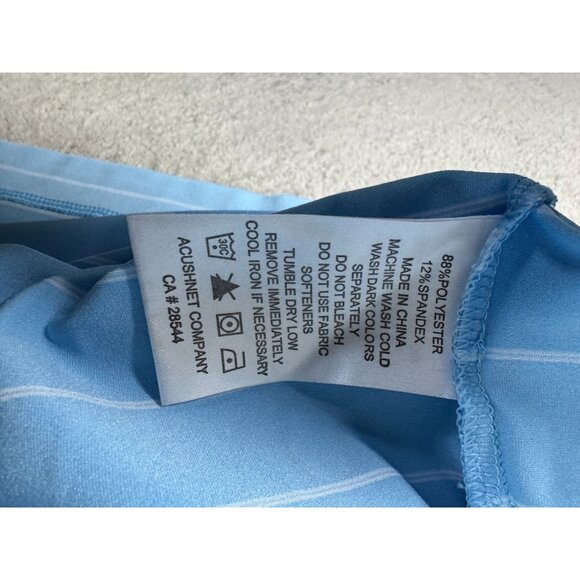 88%POLYESTER
12%SPANDEX
MADE IN CHINA
MACHINE WASH COLD
WASH DARK COLORS
SEPARATELY
DO NOT BLEACH
DO NOT USE FABRIC
SOFTENERS
TUMBLE DRY LOW
REMOVE IMMEDIATELY
COOL IRON IF NECESSARY
30C
ACUSHNET COMPANY
CA # 28544